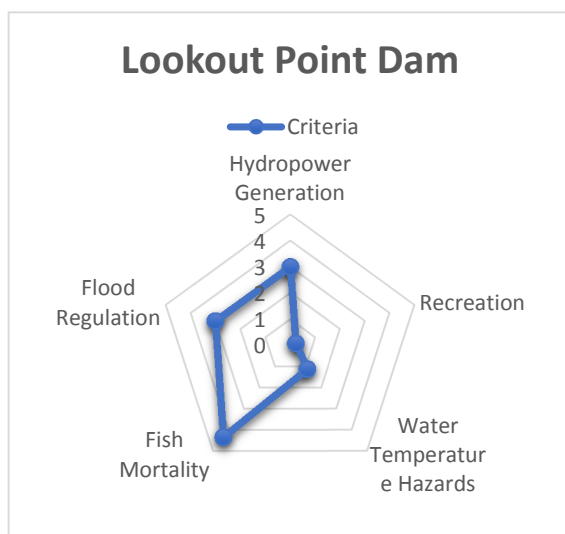 Lookout Point Dam
Criteria
Hydropower
Generation
5
4
3
2
1
0
Recreation
Water
Temperatur
e Hazards
Fish
Mortality
Flood
Regulation